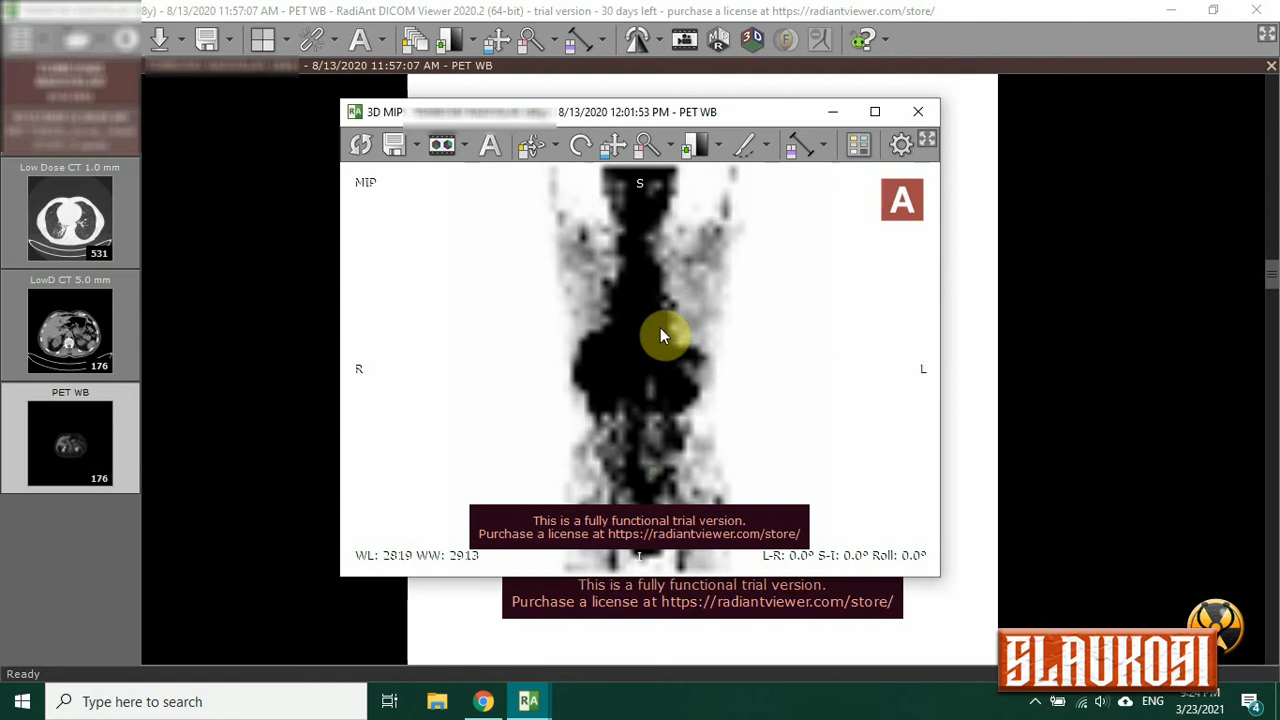 8y) - 8/13/2020 11:57:07 AM - PET WB - RadiAnt DICOM Viewer 2020.2 (64-bit) - trial version - 30 days left - purchase a license at https://radiantviewer.com/store/
- 8/13/2020 11:57:07 AM - PET WB
3D MIP
8/13/2020 12:01:53 PM - PET WB
MIP
S
A
Low Dose CT 1.0 mm
531
LowD CT 5.0 mm
176
R
L
PET WB
176
This is a fully functional trial version.
Purchase a license at https://radiantviewer.com/store/
WL: 2819 WW: 2913
I
L-R: 0.0° S-I: 0.0° Roll: 0.0°
This is a fully functional trial version.
Purchase a license at https://radiantviewer.com/store/
SLAVKOSI
Ready
Type here to search
RA
ENG
3/23/2021
4